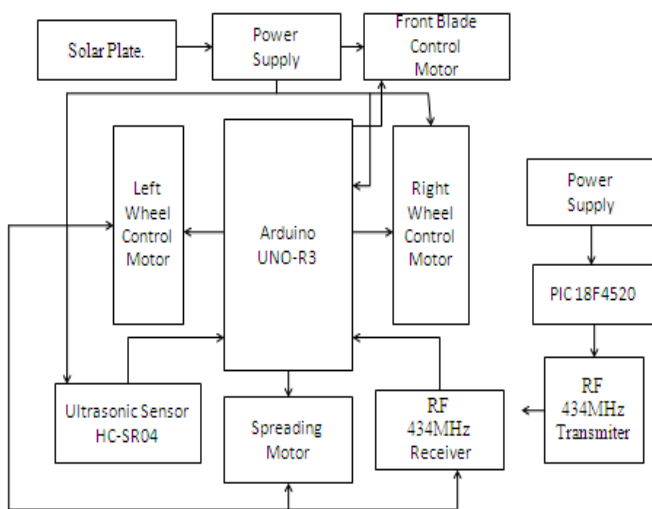 Solar Plate.
Power
Supply
Front Blade
Control
Motor
Left
Wheel
Control
Motor
Arduino
UNO-R3
Right
Wheel
Control
Motor
Power
Supply
PIC 18F4520
Ultrasonic Sensor
HC-SR04
Spreading
Motor
RF
434MHz
Receiver
RF
434MHz
Transmiter